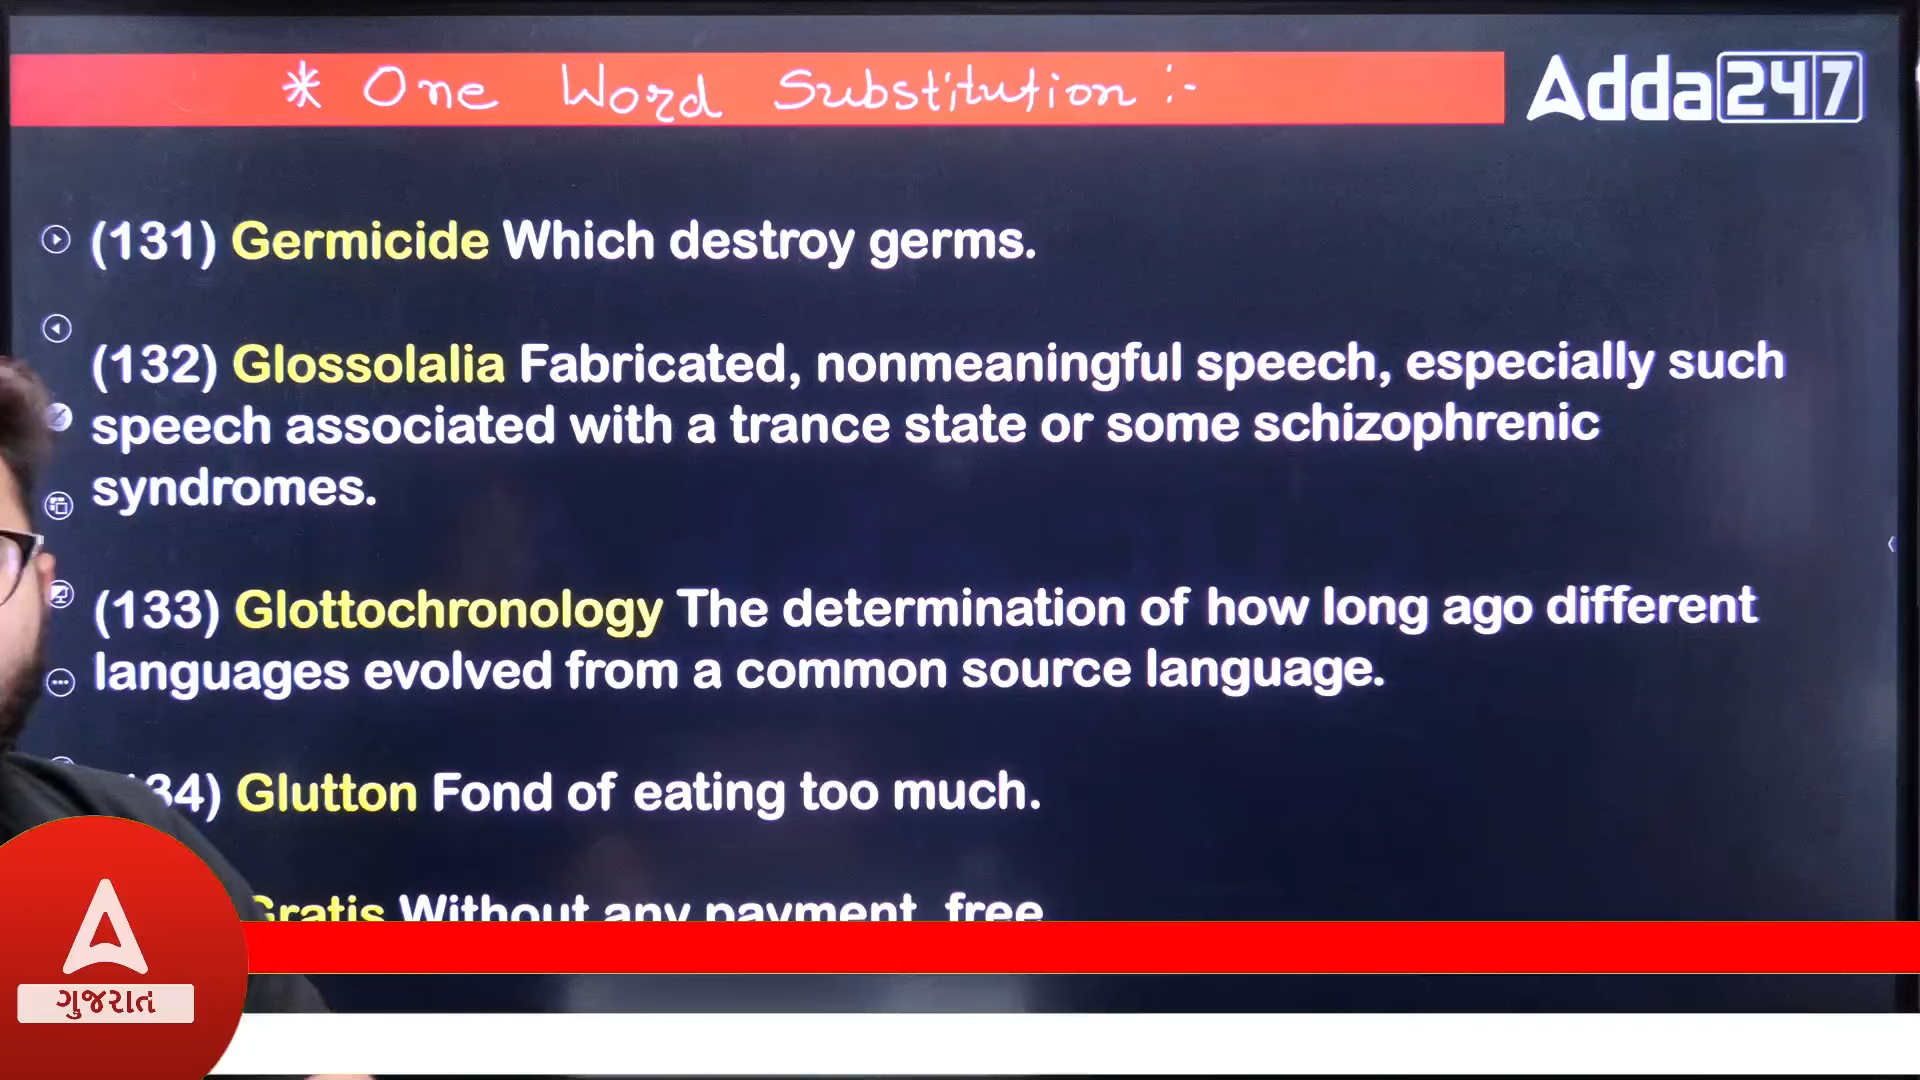 * One Word Substitution :-
Adda247
(131) Germicide Which destroy germs.
(132) Glossolalia Fabricated, nonmeaningful speech, especially such
speech associated with a trance state or some schizophrenic
syndromes.
(133) Glottochronology The determination of how long ago different
languages evolved from a common source language.
34) Glutton Fond of eating too much.
Gratis Without any payment, free
ગુજરાત